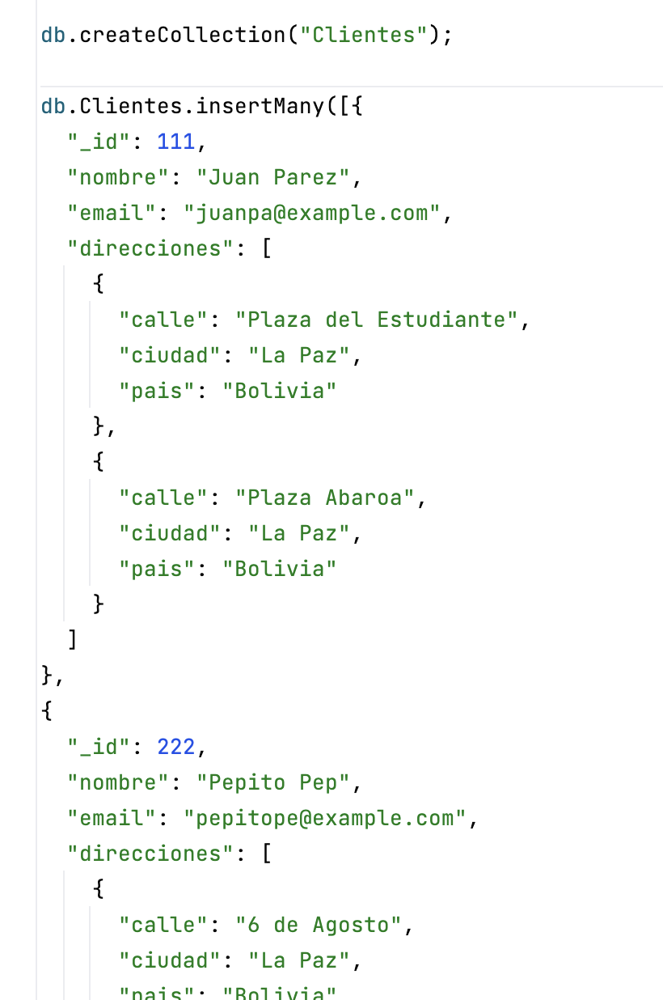 db.createCollection("Clientes");
db.Clientes.insertMany([{
"_id": 111,
"nombre": "Juan Parez",
"email": "juanpa@example.com",
"direcciones": [
{
"calle": "Plaza del Estudiante",
"ciudad": "La Paz",
"pais": "Bolivia"
},
{
"calle": "Plaza Abaroa",
"ciudad": "La Paz",
"pais": "Bolivia"
}
]
},
{
"_id": 222,
"nombre": "Pepito Pep",
"email": "pepitope@example.com",
"direcciones": [
{
"calle": "6 de Agosto",
"ciudad": "La Paz",
"pais": "Bolivia"